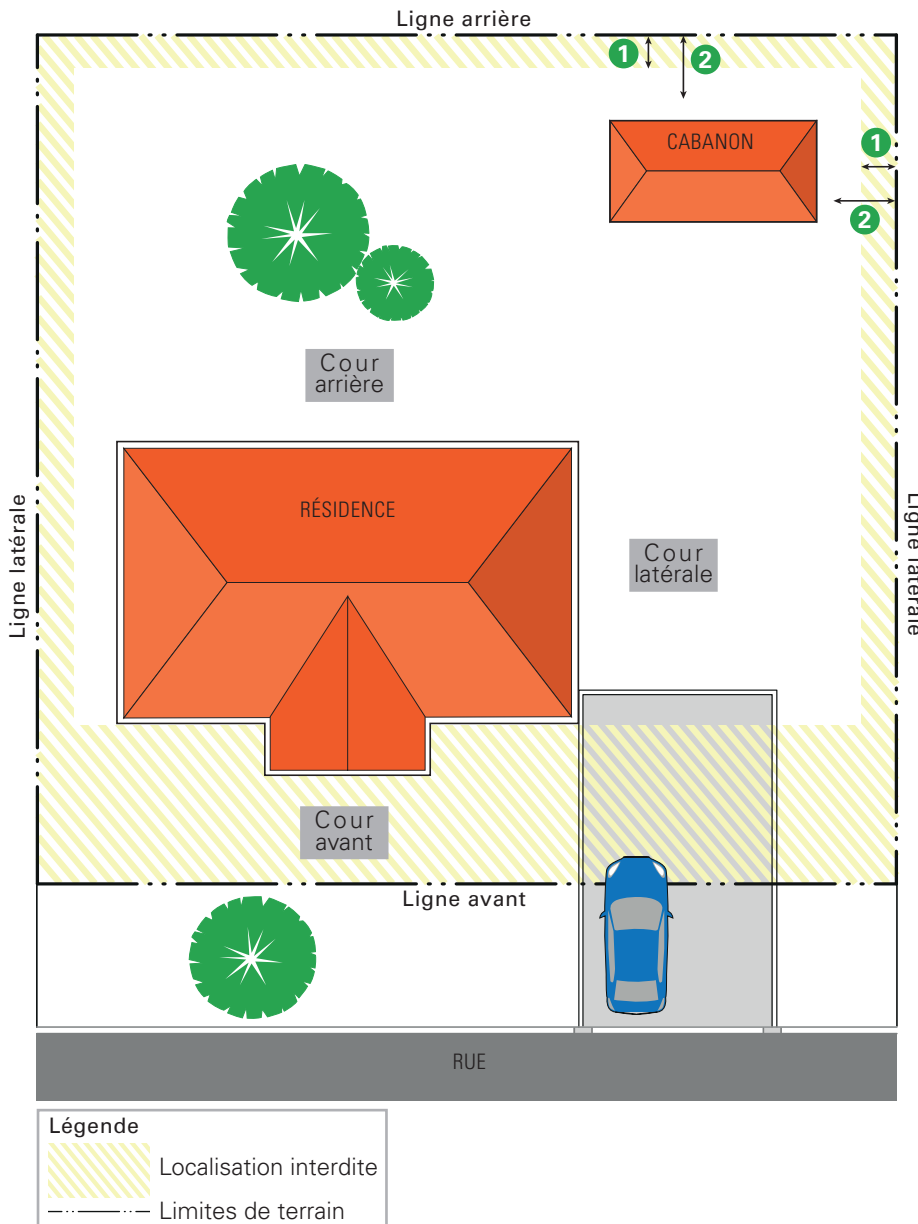 Ligne arrière
1
2
CABANON
1
2
Cour
arrière
Ligne latérale
RÉSIDENCE
Cour
latérale
Ligne latérale
Cour
avant
Ligne avant
RUE
Légende
Localisation interdite
Limites de terrain